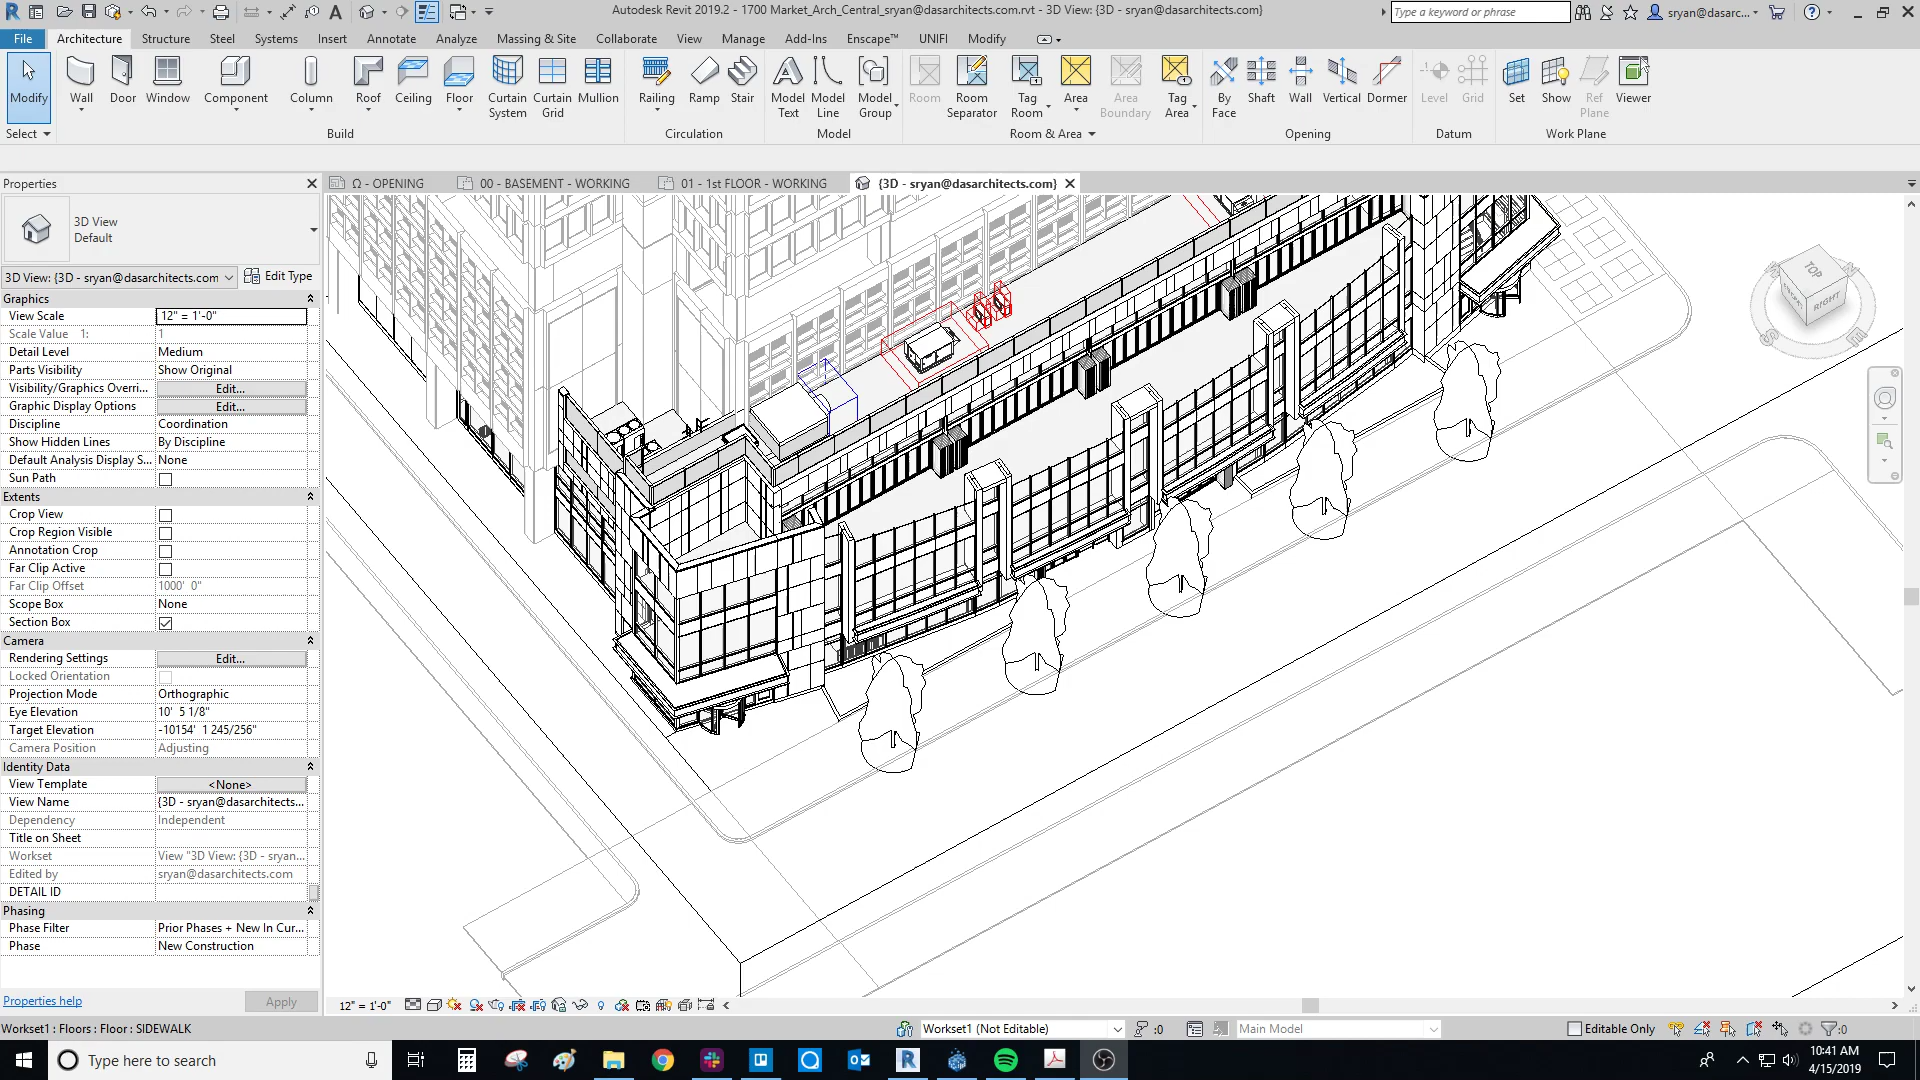 Autodesk Revit 2019.2 - 1700 Market_Arch_Central_sryan@dasarchitects.com.rvt - 3D View: {3D - sryan@dasarchitects.com}
Type a keyword or phrase
sryan@dasarc...
File Architecture Structure Steel Systems Insert Annotate Analyze Massing & Site Collaborate View Manage Add-Ins Enscape™ UNIFI Modify
Modify Wall Door Window Component Column Roof Ceiling Floor Curtain System Curtain Grid Mullion Railing Ramp Stair Model Text Model Line Model Group Room Room Separator Tag Room Area Area Boundary Tag Area By Face Shaft Wall Vertical Dormer Level Grid Set Show Ref Plane Viewer
Select Build Circulation Model Room & Area Opening Datum Work Plane
Properties
Ω - OPENING 00 - BASEMENT - WORKING 01 - 1st FLOOR - WORKING {3D - sryan@dasarchitects.com}
3D View
Default
3D View: {3D - sryan@dasarchitects.com Edit Type
Graphics
View Scale 12" = 1'-0"
Scale Value 1: 1
Detail Level Medium
Parts Visibility Show Original
Visibility/Graphics Overri... Edit...
Graphic Display Options Edit...
Discipline Coordination
Show Hidden Lines By Discipline
Default Analysis Display S... None
Sun Path
Extents
Crop View
Crop Region Visible
Annotation Crop
Far Clip Active
Far Clip Offset 1000' 0"
Scope Box None
Section Box
Camera
Rendering Settings Edit...
Locked Orientation
Projection Mode Orthographic
Eye Elevation 10' 5 1/8"
Target Elevation -10154' 1 245/256"
Camera Position Adjusting
Identity Data
View Template <None>
View Name {3D - sryan@dasarchitects...
Dependency Independent
Title on Sheet
Workset View "3D View: {3D - sryan...
Edited by sryan@dasarchitects.com
DETAIL ID
Phasing
Phase Filter Prior Phases + New In Cur...
Phase New Construction
Properties help Apply
TOP
RIGHT
12" = 1'-0"
Workset1 : Floors : Floor : SIDEWALK
Workset1 (Not Editable) :0 Main Model Editable Only :0
Type here to search
10:41 AM
4/15/2019